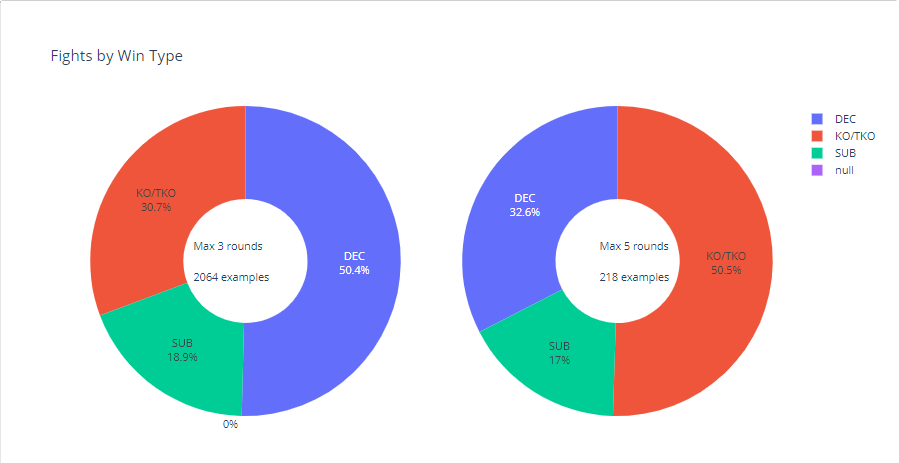 Fights by Win Type
KO/TKO
30.7%
Max 3 rounds
2064 examples
DEC
50.4%
SUB
18.9%
0%
DEC
32.6%
Max 5 rounds
218 examples
KO/TKO
50.5%
SUB
17%
DEC
KO/TKO
SUB
null